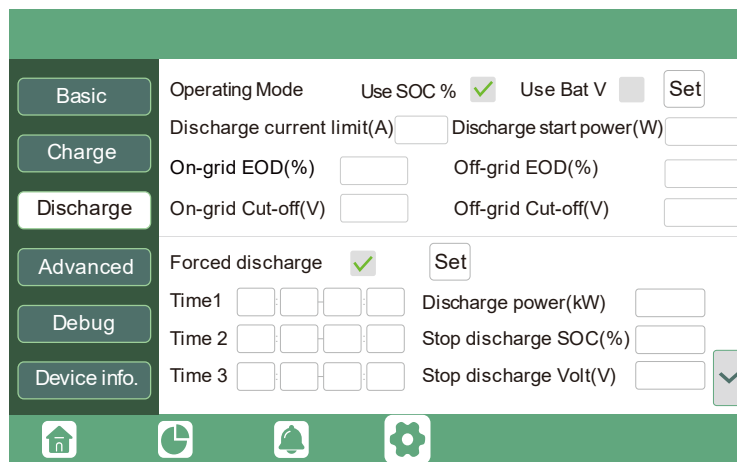 Basic
Charge
Discharge
Advanced
Debug
Device info.
Operating Mode Use SOC % Use Bat V Set
Discharge current limit(A) Discharge start power(W)
On-grid EOD(%) Off-grid EOD(%)
On-grid Cut-off(V) Off-grid Cut-off(V)
Forced discharge Set
Time1 : - : Discharge power(kW)
Time 2 : - : Stop discharge SOC(%)
Time 3 : - : Stop discharge Volt(V)